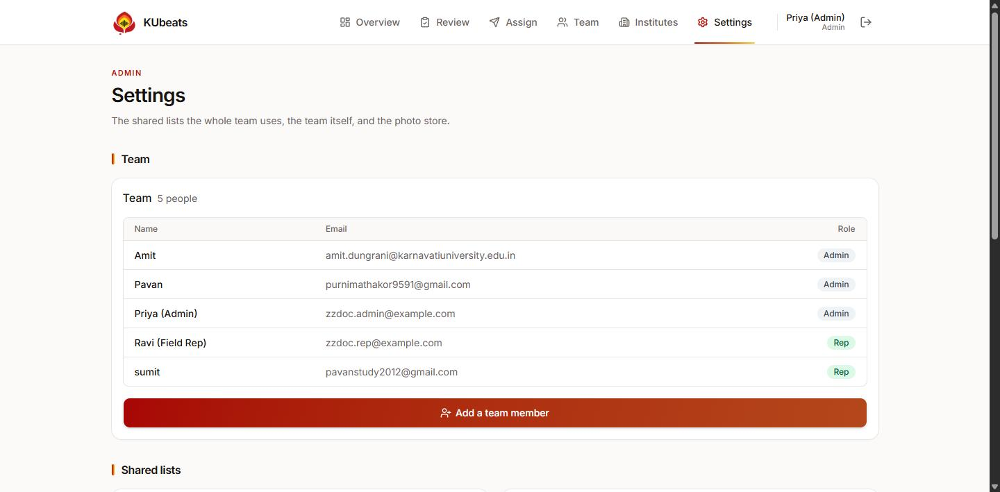 KUbeats
Overview
Review
Assign
Team
Institutes
Settings
Priya (Admin)
Admin
ADMIN
Settings
The shared lists the whole team uses, the team itself, and the photo store.
Team
Team 5 people
Name Email Role
Amit amit.dungrani@karnavatiuniversity.edu.in Admin
Pavan purnimathakor9591@gmail.com Admin
Priya (Admin) zzdoc.admin@example.com Admin
Ravi (Field Rep) zzdoc.rep@example.com Rep
sumit pavanstudy2012@gmail.com Rep
Add a team member
Shared lists